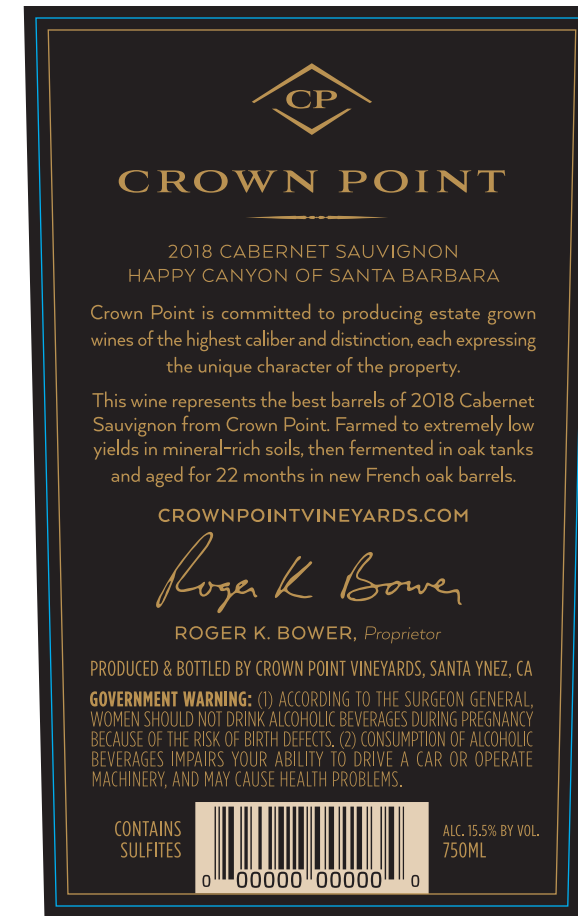 CP
CROWN POINT
2018 CABERNET SAUVIGNON
HAPPY CANYON OF SANTA BARBARA
Crown Point is committed to producing estate grown
wines of the highest caliber and distinction, each expressing
the unique character of the property.
This wine represents the best barrels of 2018 Cabernet
Sauvignon from Crown Point. Farmed to extremely low
yields in mineral-rich soils, then fermented in oak tanks
and aged for 22 months in new French oak barrels.
CROWNPOINTVINEYARDS.COM
Roger K Bower
ROGER K. BOWER, Proprietor
PRODUCED & BOTTLED BY CROWN POINT VINEYARDS, SANTA YNEZ, CA
GOVERNMENT WARNING: (1) ACCORDING TO THE SURGEON GENERAL,
WOMEN SHOULD NOT DRINK ALCOHOLIC BEVERAGES DURING PREGNANCY
BECAUSE OF THE RISK OF BIRTH DEFECTS. (2) CONSUMPTION OF ALCOHOLIC
BEVERAGES IMPAIRS YOUR ABILITY TO DRIVE A CAR OR OPERATE
MACHINERY, AND MAY CAUSE HEALTH PROBLEMS.
CONTAINS
SULFITES
0 00000 00000 0
ALC. 15.5% BY VOL.
750ML